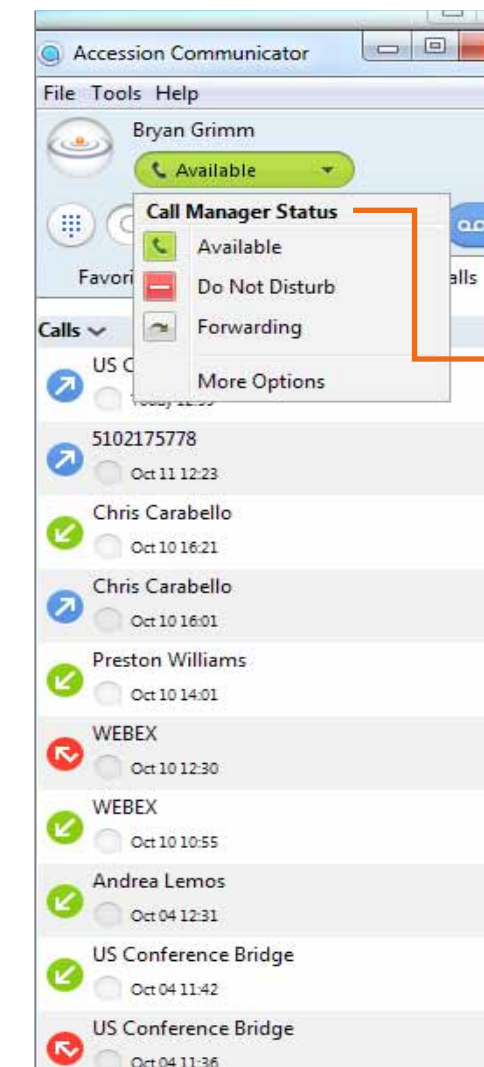 Accession Communicator
File Tools Help
Bryan Grimm
Available
Call Manager Status
Available
Do Not Disturb
Forwarding
More Options
Calls
US
5102175778
Oct 11 12:23
Chris Carabello
Oct 10 16:21
Chris Carabello
Oct 10 16:01
Preston Williams
Oct 10 14:01
WEBEX
Oct 10 12:30
WEBEX
Oct 10 10:55
Andrea Lemos
Oct 04 12:31
US Conference Bridge
Oct 04 11:42
US Conference Bridge
Oct 04 11:36